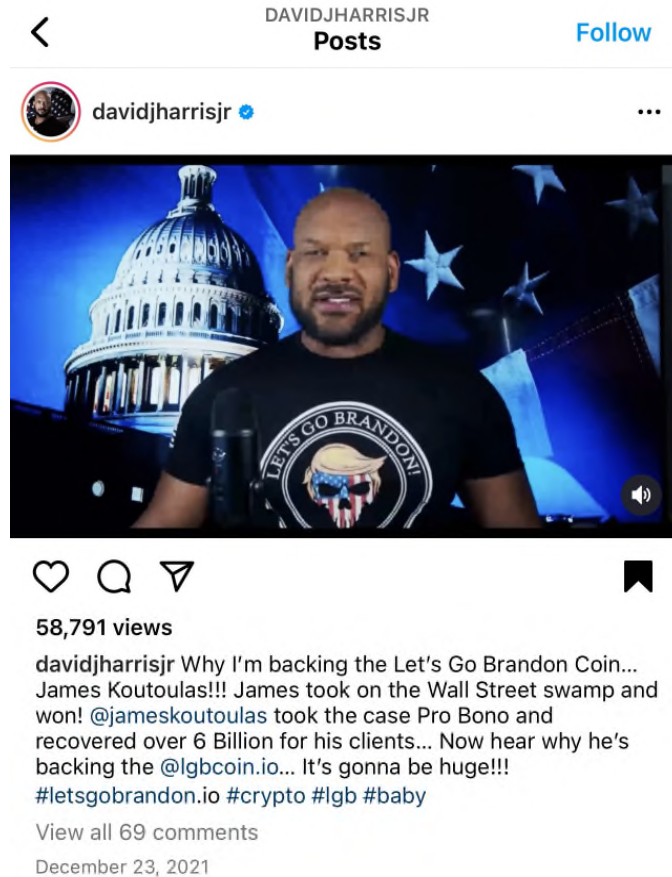 DAVIDJHARRISJR
Posts
Follow
davidjharrisjr
LET'S GO BRANDON!
58,791 views
davidjharrisjr Why I'm backing the Let's Go Brandon Coin...
James Koutoulas!!! James took on the Wall Street swamp and
won! @jameskoutoulas took the case Pro Bono and
recovered over 6 Billion for his clients... Now hear why he's
backing the @lgbcoin.io... It's gonna be huge!!!
#letsgobrandon.io #crypto #lgb #baby
View all 69 comments
December 23, 2021